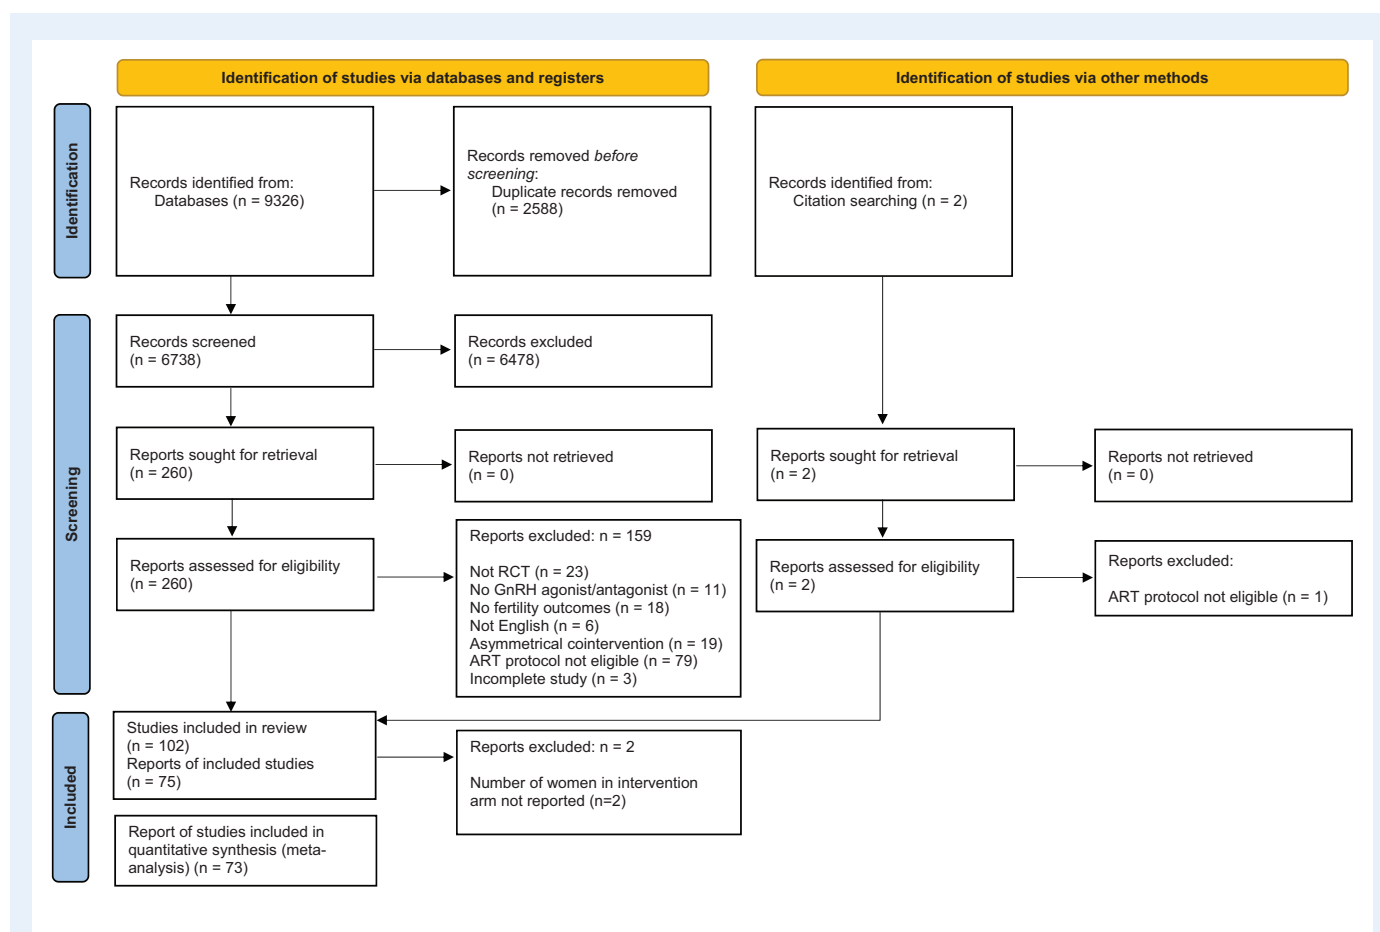 Identification of studies via databases and registers
Identification of studies via other methods
Identification
Records identified from:
Databases (n = 9326)
Records removed before
screening:
Duplicate records removed
(n = 2588)
Records identified from:
Citation searching (n = 2)
Screening
Records screened
(n = 6738)
Records excluded
(n = 6478)
Reports sought for retrieval
(n = 260)
Reports not retrieved
(n = 0)
Reports sought for retrieval
(n = 2)
Reports not retrieved
(n = 0)
Reports assessed for eligibility
(n = 260)
Reports excluded: n = 159
Not RCT (n = 23)
No GnRH agonist/antagonist (n = 11)
No fertility outcomes (n = 18)
Not English (n = 6)
Asymmetrical cointervention (n = 19)
ART protocol not eligible (n = 79)
Incomplete study (n = 3)
Reports assessed for eligibility
(n = 2)
Reports excluded:
ART protocol not eligible (n = 1)
Included
Studies included in review
(n = 102)
Reports of included studies
(n = 75)
Reports excluded: n = 2
Number of women in intervention
arm not reported (n=2)
Report of studies included in
quantitative synthesis (meta-
analysis) (n = 73)